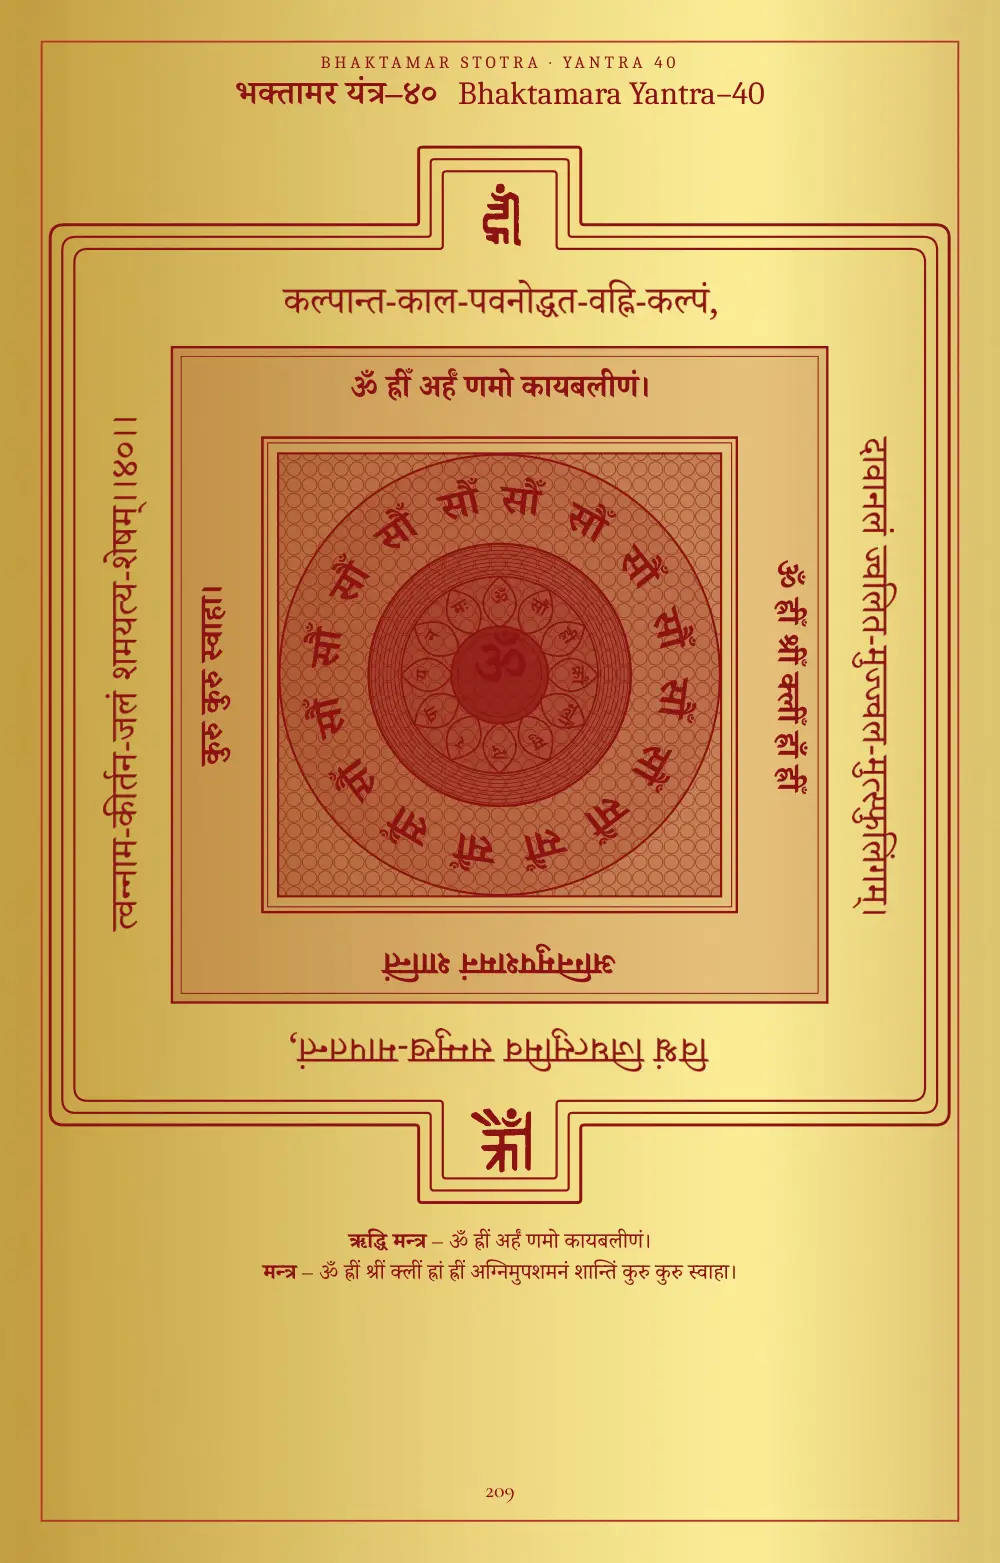 BHAKTAMAR STOTRA · YANTRA 40
भक्तामर यंत्र–४० Bhaktamara Yantra–40
कल्पान्त-काल-पवनोद्धत-वह्नि-कल्पं,
दावानलं ज्वलित-मुज्ज्वल-मुत्स्फुलिंगम्।
विश्वं जिघत्सुमिव सम्मुख-मापतन्तं,
त्वन्नाम-कीर्तन-जलं शमयत्य-शेषम्।।४०।।
ॐ ह्रीं अर्हं णमो कायबलीणं।
ॐ ह्रीं श्रीं क्लीं ह्रां ह्रीं
अग्निमुपशमनं शान्तिं
कुरु कुरु स्वाहा।
सौं सौं सौं सौं सौं सौं सौं सौं सौं सौं सौं सौं सौं सौं सौं सौं
ॐ
ऋद्धि मन्त्र – ॐ ह्रीं अर्हं णमो कायबलीणं।
मन्त्र – ॐ ह्रीं श्रीं क्लीं ह्रां ह्रीं अग्निमुपशमनं शान्तिं कुरु कुरु स्वाहा।
209